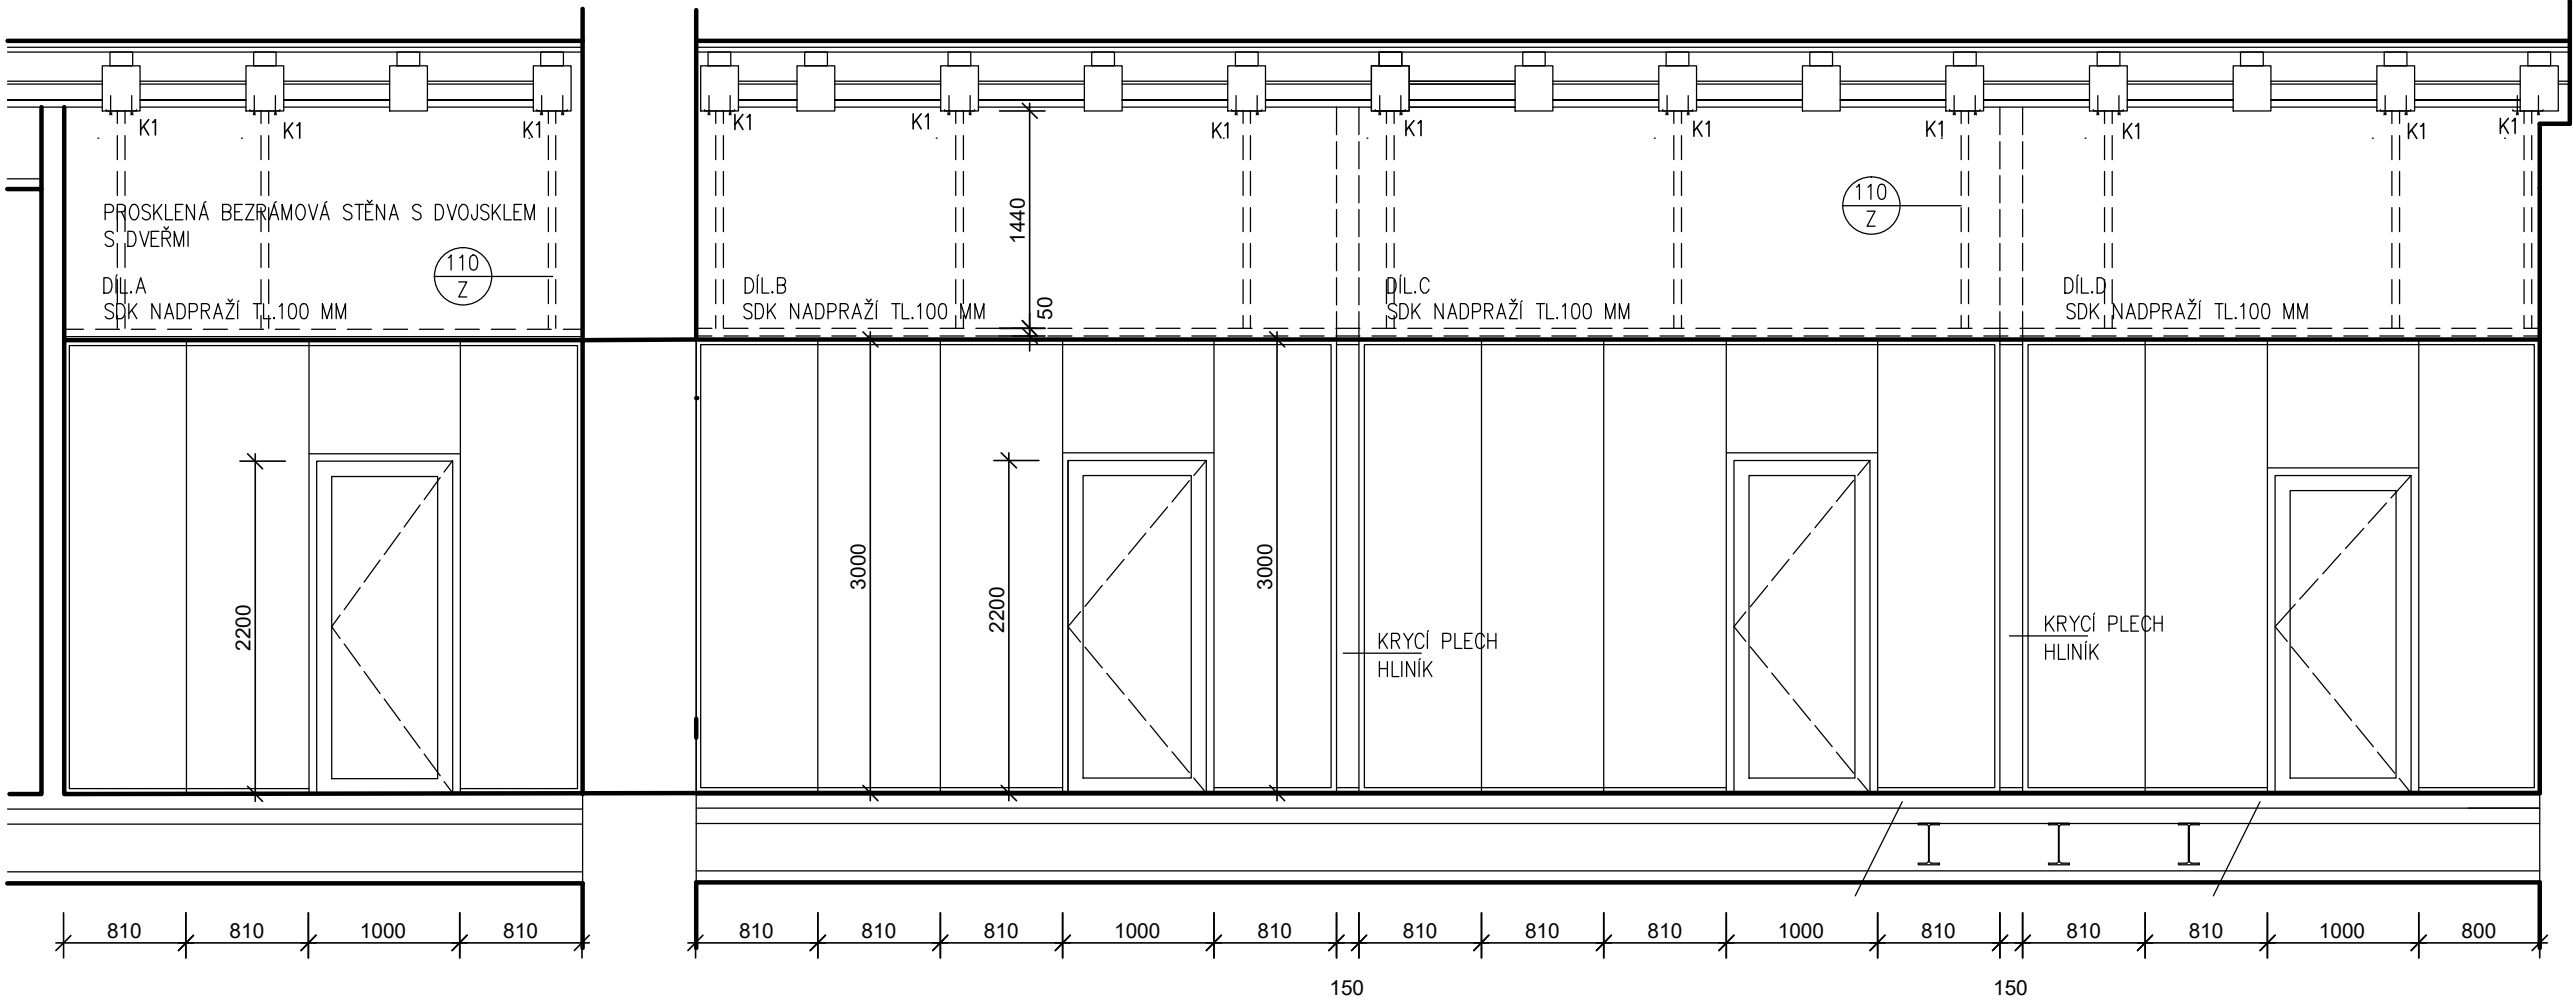 K1
K1
K1
K1
K1
K1
K1
K1
K1
K1
K1
K1
PROSKLENÁ BEZRÁMOVÁ STĚNA S DVOJSKLEM
S DVEŘMI
110
Z
110
Z
1440
50
DÍL.A
SDK NADPRAŽÍ TL.100 MM
DÍL.B
SDK NADPRAŽÍ TL.100 MM
DÍL.C
SDK NADPRAŽÍ TL.100 MM
DÍL.D
SDK NADPRAŽÍ TL.100 MM
2200
3000
2200
3000
KRYCÍ PLECH
HLINÍK
KRYCÍ PLECH
HLINÍK
810 810 1000 810 810 810 810 1000 810 810 810 810 1000 810 810 810 1000 800
150 150